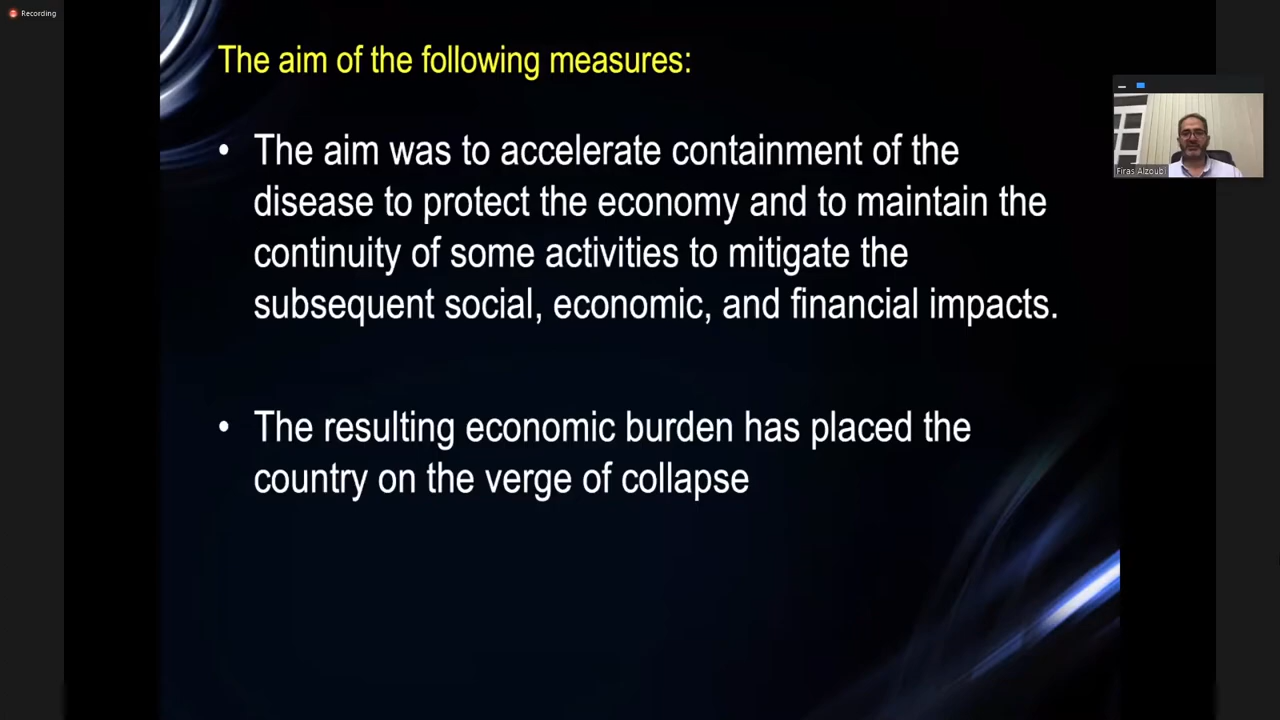 Recording
The aim of the following measures:
• The aim was to accelerate containment of the
disease to protect the economy and to maintain the
continuity of some activities to mitigate the
subsequent social, economic, and financial impacts.
• The resulting economic burden has placed the
country on the verge of collapse
Firas Alzoubi